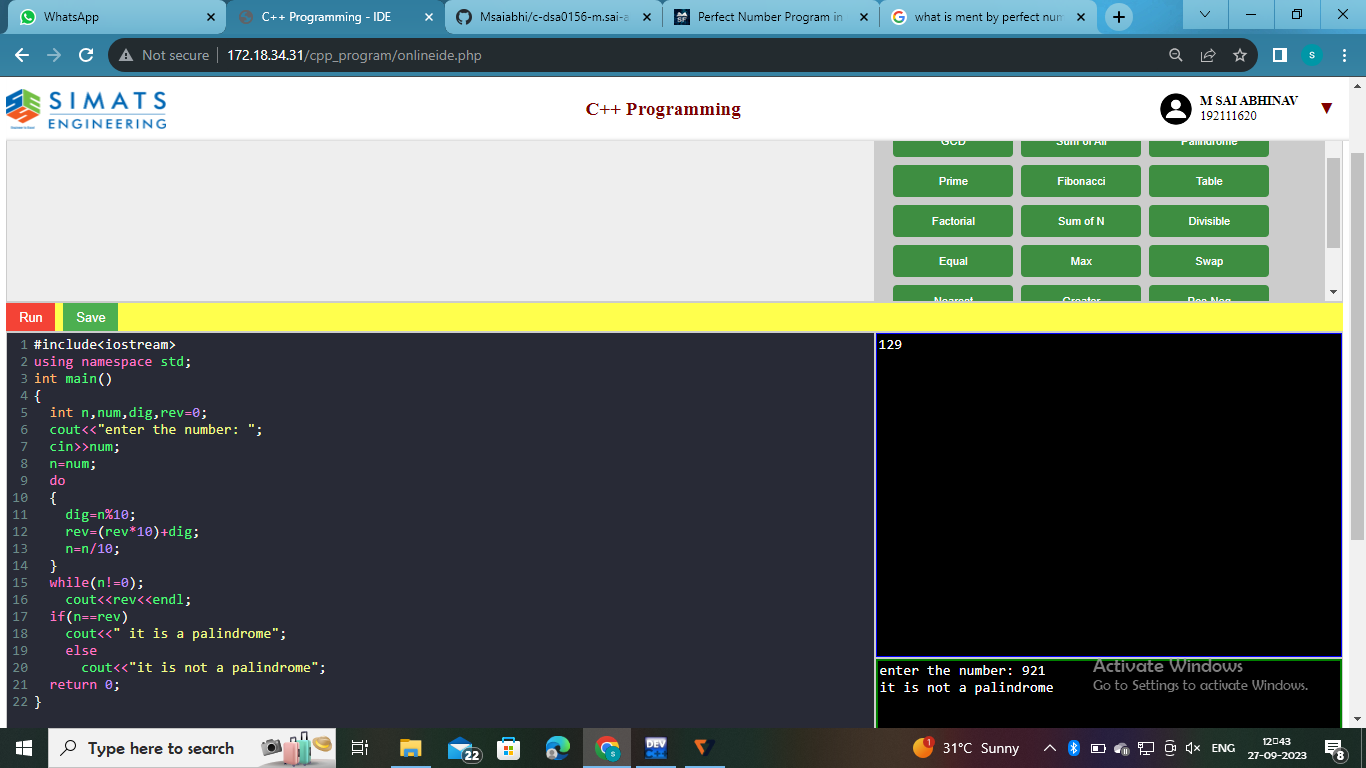 WhatsApp
C++ Programming - IDE
Msaiabhi/c-dsa0156-m.sai-a
Perfect Number Program in
what is ment by perfect num
Not secure
172.18.34.31/cpp_program/onlineide.php
s
SIMATS
ENGINEERING
C++ Programming
M SAI ABHINAV
192111620
GCD
Sum of All
Palindrome
Prime
Fibonacci
Table
Factorial
Sum of N
Divisible
Equal
Max
Swap
Nearest
Greater
Pos Neg
Run
Save
1 #include<iostream>
2 using namespace std;
3 int main()
4 {
5 int n,num,dig,rev=0;
6 cout<<"enter the number: ";
7 cin>>num;
8 n=num;
9 do
10 {
11 dig=n%10;
12 rev=(rev*10)+dig;
13 n=n/10;
14 }
15 while(n!=0);
16 cout<<rev<<endl;
17 if(n==rev)
18 cout<<" it is a palindrome";
19 else
20 cout<<"it is not a palindrome";
21 return 0;
22 }
129
enter the number: 921
it is not a palindrome
Activate Windows
Go to Settings to activate Windows.
Type here to search
22
S
DEV
1
31°C Sunny
ENG
12:43
27-09-2023
8